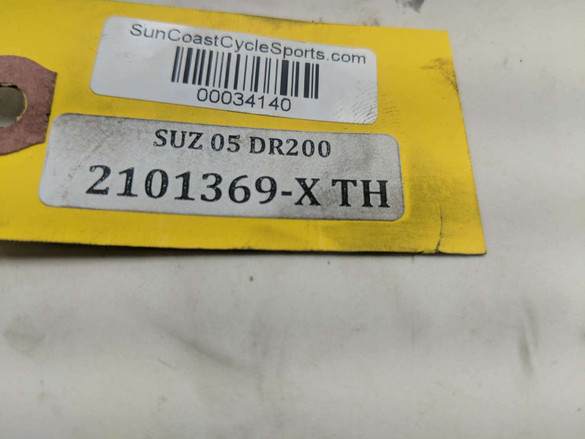 SunCoastCycleSports.com
00034140
SUZ 05 DR200
2101369-X TH